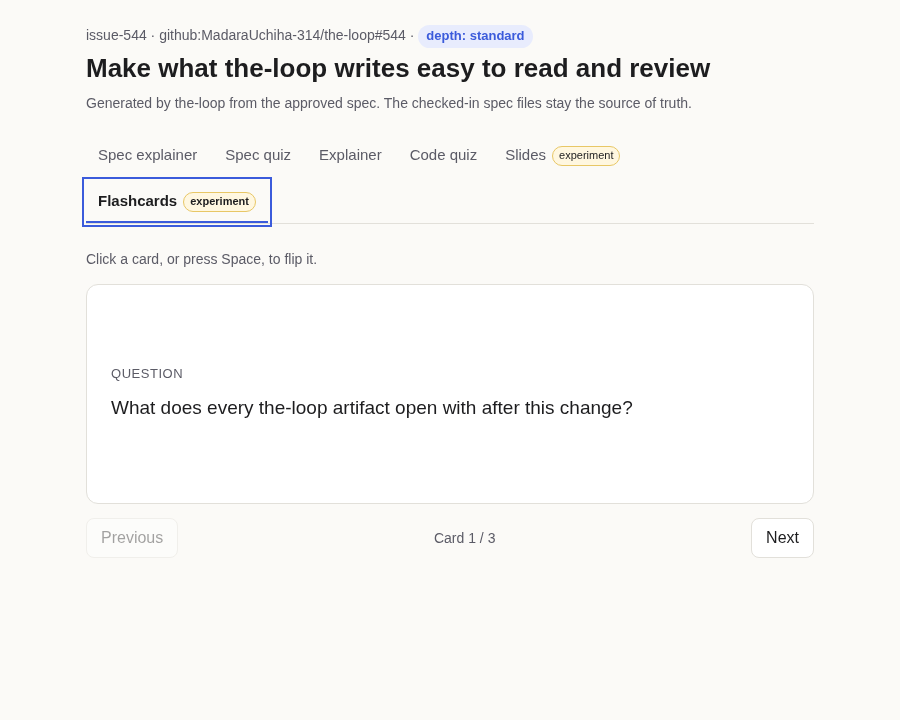 issue-544 · github:MadaraUchiha-314/the-loop#544 · depth: standard
Make what the-loop writes easy to read and review
Generated by the-loop from the approved spec. The checked-in spec files stay the source of truth.
Spec explainer Spec quiz Explainer Code quiz Slides experiment
Flashcards experiment
Click a card, or press Space, to flip it.
QUESTION
What does every the-loop artifact open with after this change?
Previous Card 1 / 3 Next